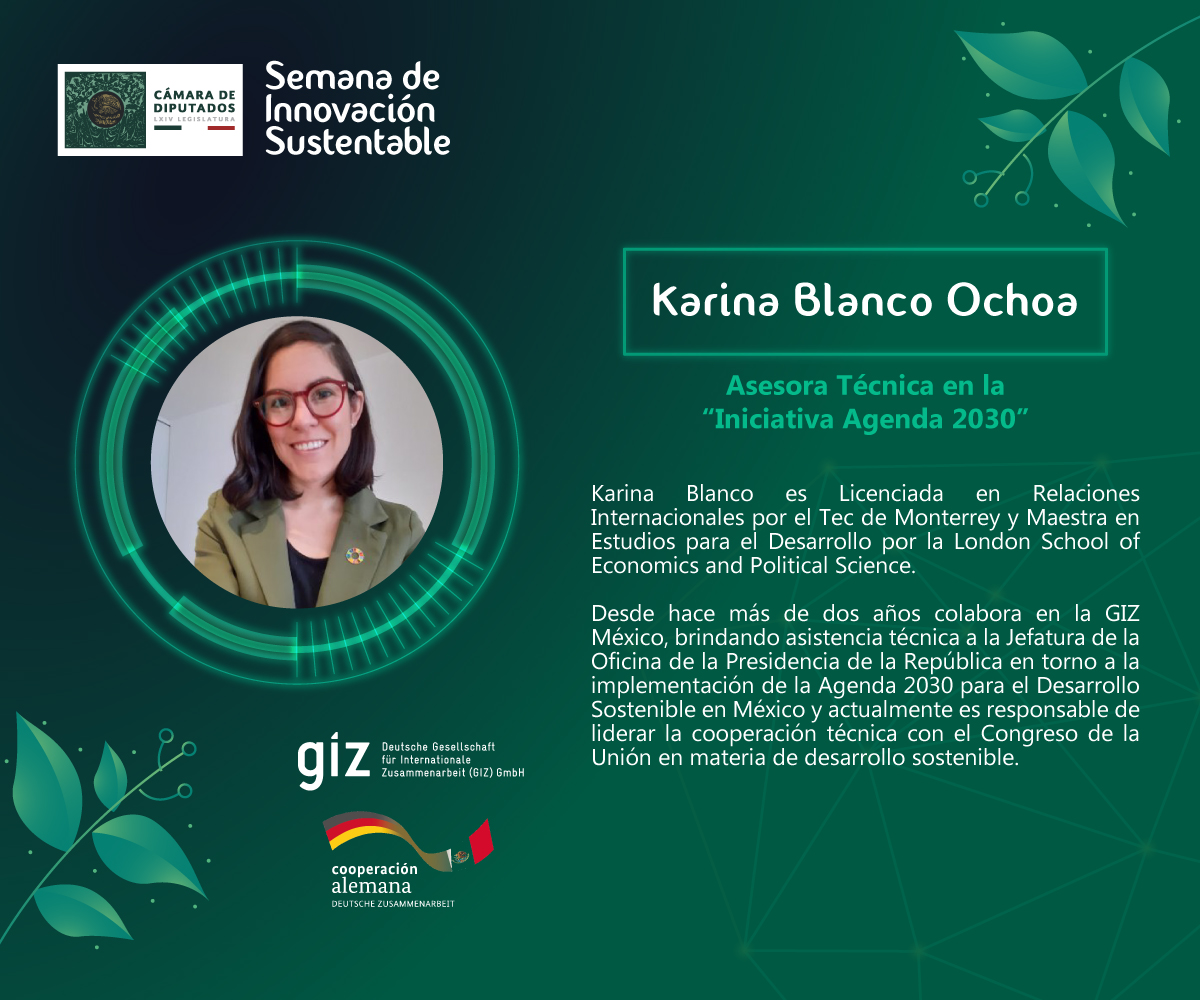 CÁMARA DE
DIPUTADOS
LXIV LEGISLATURA
Semana de
Innovación
Sustentable
Karina Blanco Ochoa
Asesora Técnica en la
“Iniciativa Agenda 2030”
Karina Blanco es Licenciada en Relaciones
Internacionales por el Tec de Monterrey y Maestra en
Estudios para el Desarrollo por la London School of
Economics and Political Science.
Desde hace más de dos años colabora en la GIZ
México, brindando asistencia técnica a la Jefatura de la
Oficina de la Presidencia de la República en torno a la
implementación de la Agenda 2030 para el Desarrollo
Sostenible en México y actualmente es responsable de
liderar la cooperación técnica con el Congreso de la
Unión en materia de desarrollo sostenible.
giz
Deutsche Gesellschaft
für Internationale
Zusammenarbeit (GIZ) GmbH
cooperación
alemana
DEUTSCHE ZUSAMMENARBEIT